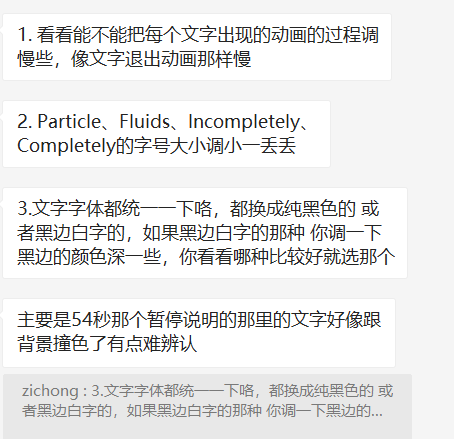 1. 看看能不能把每个文字出现的动画的过程调
慢些，像文字退出动画那样慢
2. Particle、Fluids、Incompletely、
Completely的字号大小调小一丢丢
3.文字字体都统一一下咯，都换成纯黑色的 或
者黑边白字的，如果黑边白字的那种 你调一下
黑边的颜色深一些，你看看哪种比较好就选那个
主要是54秒那个暂停说明的那里的文字好像跟
背景撞色了有点难辨认
zichong : 3.文字字体都统一一下咯，都换成纯黑色的 或
者黑边白字的，如果黑边白字的那种 你调一下黑边的...